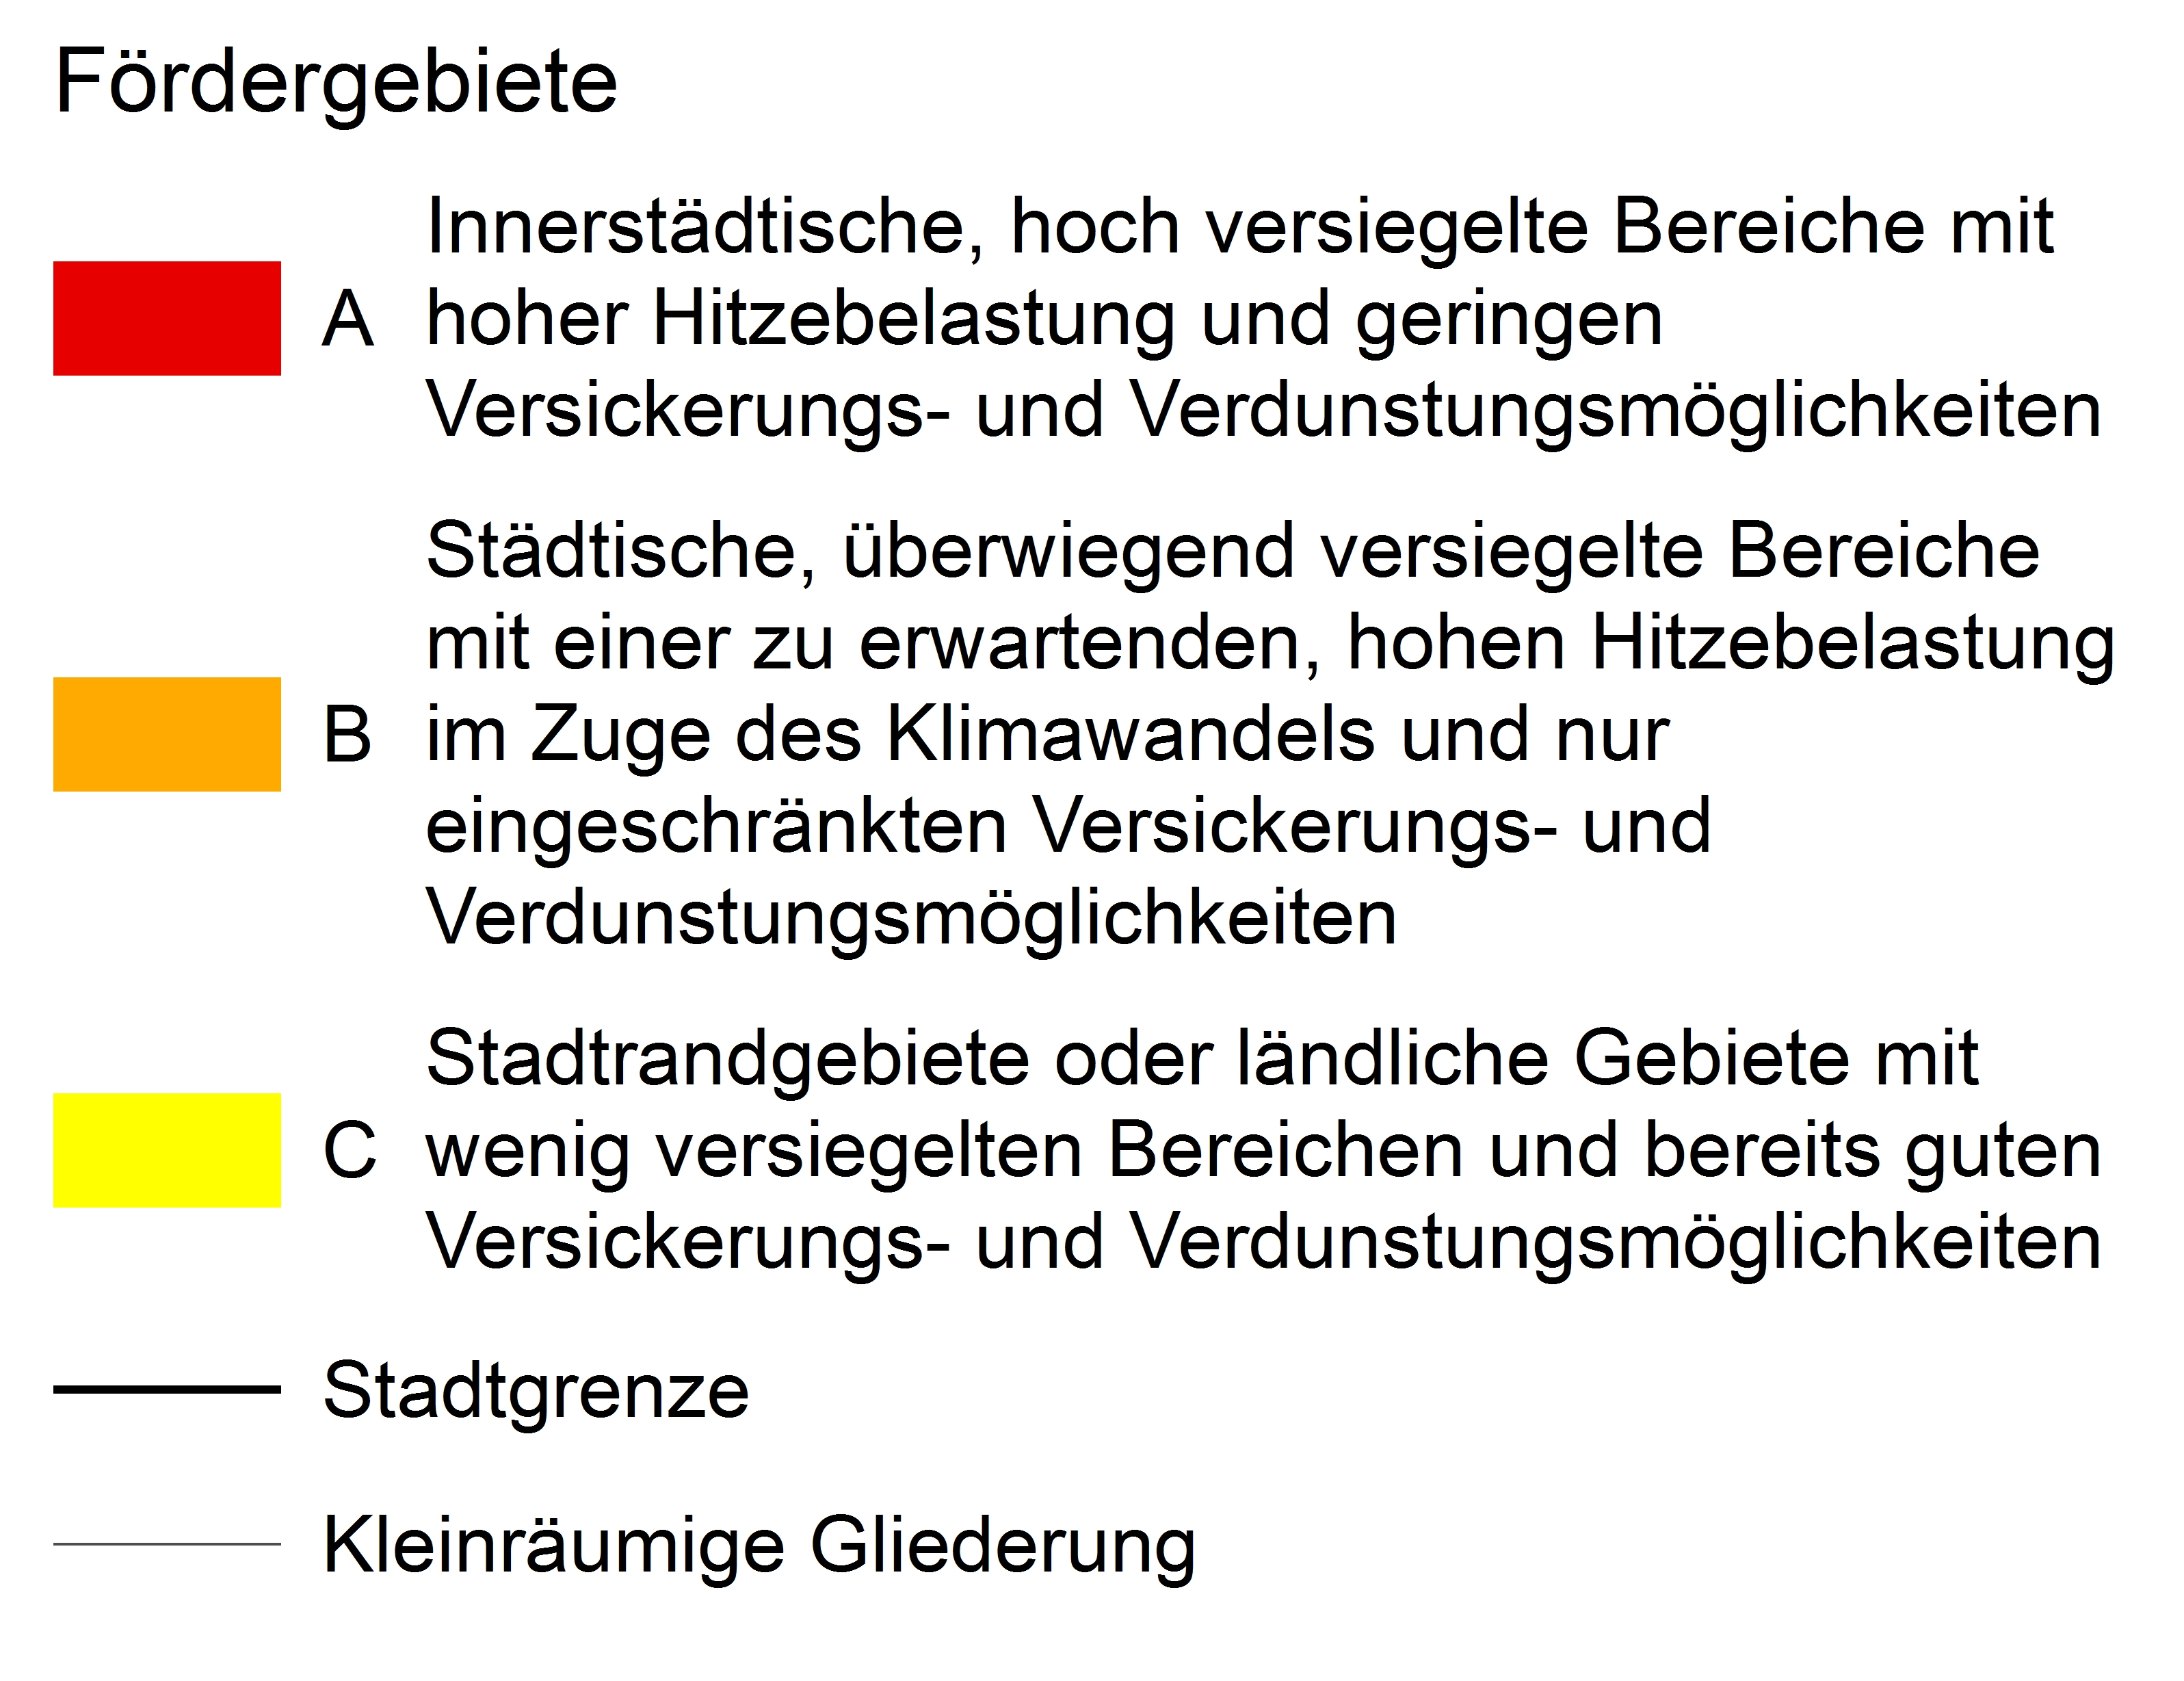 Fördergebiete
Innerstädtische, hoch versiegelte Bereiche mit
A hoher Hitzebelastung und geringen
Versickerungs- und Verdunstungsmöglichkeiten
Städtische, überwiegend versiegelte Bereiche
mit einer zu erwartenden, hohen Hitzebelastung
B im Zuge des Klimawandels und nur
eingeschränkten Versickerungs- und
Verdunstungsmöglichkeiten
Stadtrandgebiete oder ländliche Gebiete mit
C wenig versiegelten Bereichen und bereits guten
Versickerungs- und Verdunstungsmöglichkeiten
Stadtgrenze
Kleinräumige Gliederung